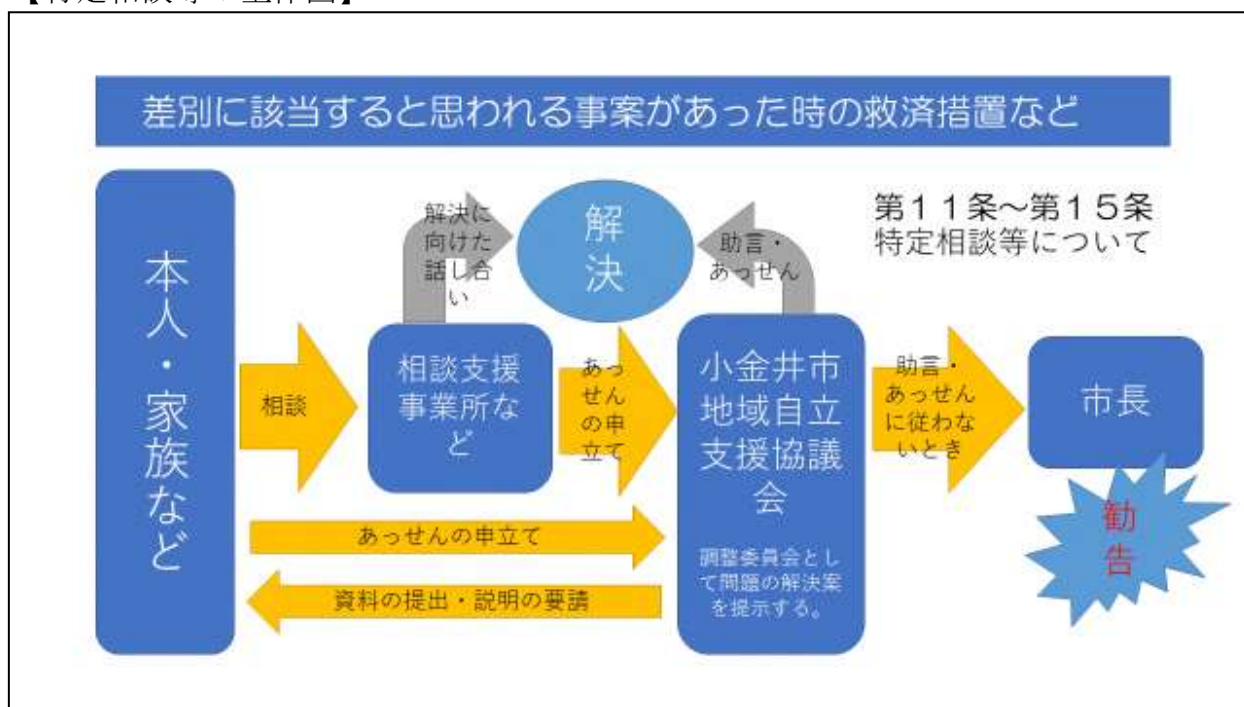 差別に該当すると思われる事案があった時の救済措置など
第11条～第15条
特定相談等について
本人・家族など
解決に
向けた
話し合
い
解
決
助言・
あっせん
相談
相談支援
事業所な
ど
あっ
せん
の申
立て
小金井市
地域自立
支援協議
会
調整委員会とし
て問題の解決案
を提示する。
助言・
あっせん
に従わな
いとき
市長
勧
告
あっせんの申立て
資料の提出・説明の要請